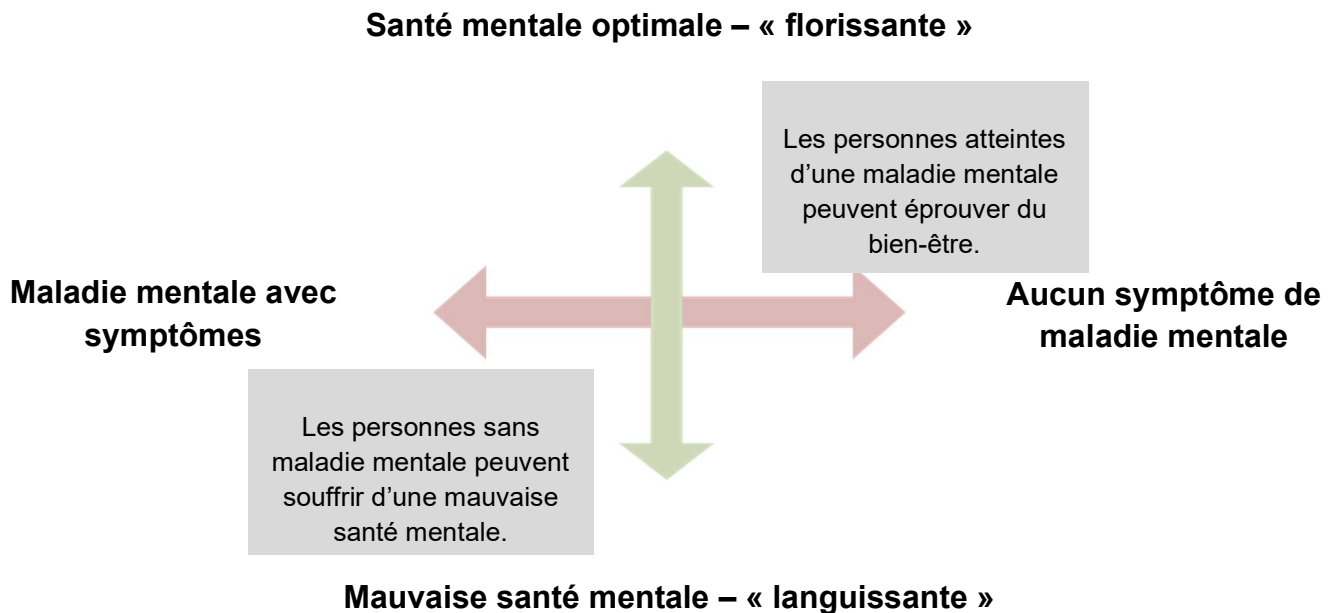 Santé mentale optimale – « florissante »
Les personnes atteintes
d’une maladie mentale
peuvent éprouver du
bien-être.
Maladie mentale avec
symptômes
Aucun symptôme de
maladie mentale
Les personnes sans
maladie mentale peuvent
souffrir d’une mauvaise
santé mentale.
Mauvaise santé mentale – « languissante »